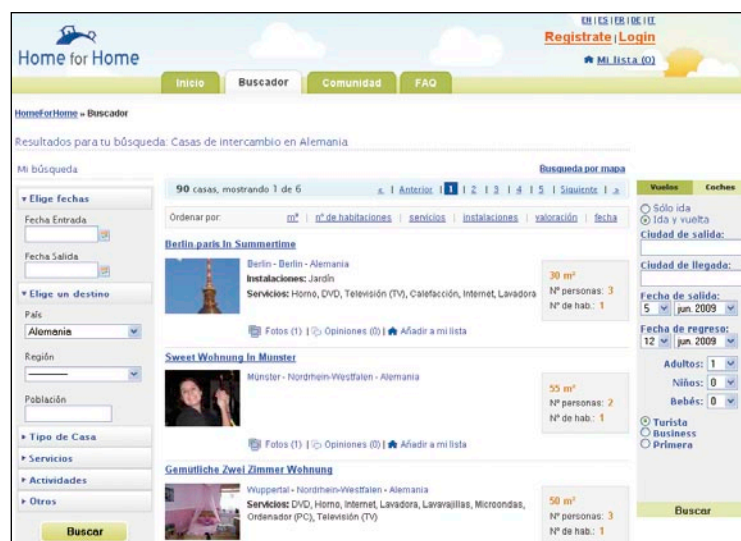 EN | ES | FR | DE | IT
Registrate | Login
Mi lista (0)
Home for Home
Inicio
Buscador
Comunidad
FAQ
HomeForHome » Buscador
Resultados para tu búsqueda: Casas de intercambio en Alemania
Mi búsqueda
Elige fechas
Fecha Entrada
Fecha Salida
Elige un destino
País
Alemania
Región
Población
Tipo de Casa
Servicios
Actividades
Otros
Buscar
Busqueda por mapa
90 casas, mostrando 1 de 6
« | Anterior | 1 | 2 | 3 | 4 | 5 | Siguiente | »
Ordenar por: m² | nº de habitaciones | servicios | instalaciones | valoración | fecha
Berlin-paris In Summertime
Berlin - Berlin - Alemania
Instalaciones: Jardín
Servicios: Horno, DVD, Televisión (TV), Calefacción, Internet, Lavadora
30 m²
Nº personas: 3
Nº de hab.: 1
Fotos (1) | Opiniones (0) | Añadir a mi lista
Sweet Wohnung In Munster
Münster - Nordrhein-Westfalen - Alemania
55 m²
Nº personas: 2
Nº de hab.: 1
Fotos (1) | Opiniones (0) | Añadir a mi lista
Gemütliche Zwei Zimmer Wohnung
Wuppertal - Nordrhein-Westfalen - Alemania
Servicios: DVD, Horno, Internet, Lavadora, Lavavajillas, Microondas,
Ordenador (PC), Televisión (TV)
50 m²
Nº personas: 3
Nº de hab.: 1
Vuelos
Coches
Sólo ida
Ida y vuelta
Ciudad de salida:
Ciudad de llegada:
Fecha de salida:
5 jun. 2009
Fecha de regreso:
12 jun. 2009
Adultos: 1
Niños: 0
Bebés: 0
Turista
Business
Primera
Buscar